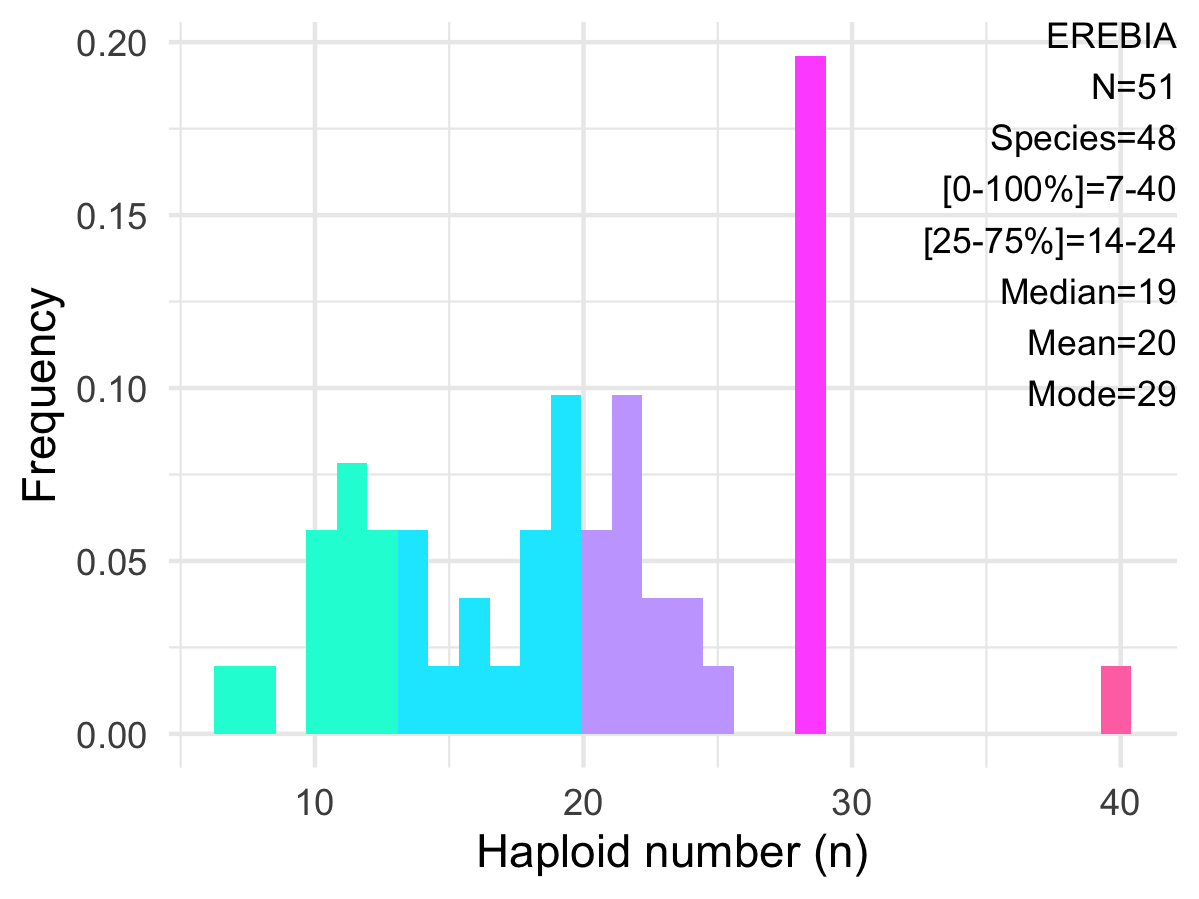 EREBIA
N=51
Species=48
[0-100%]=7-40
[25-75%]=14-24
Median=19
Mean=20
Mode=29
0.20
0.15
0.10
0.05
0.00
Frequency
10 20 30 40
Haploid number (n)